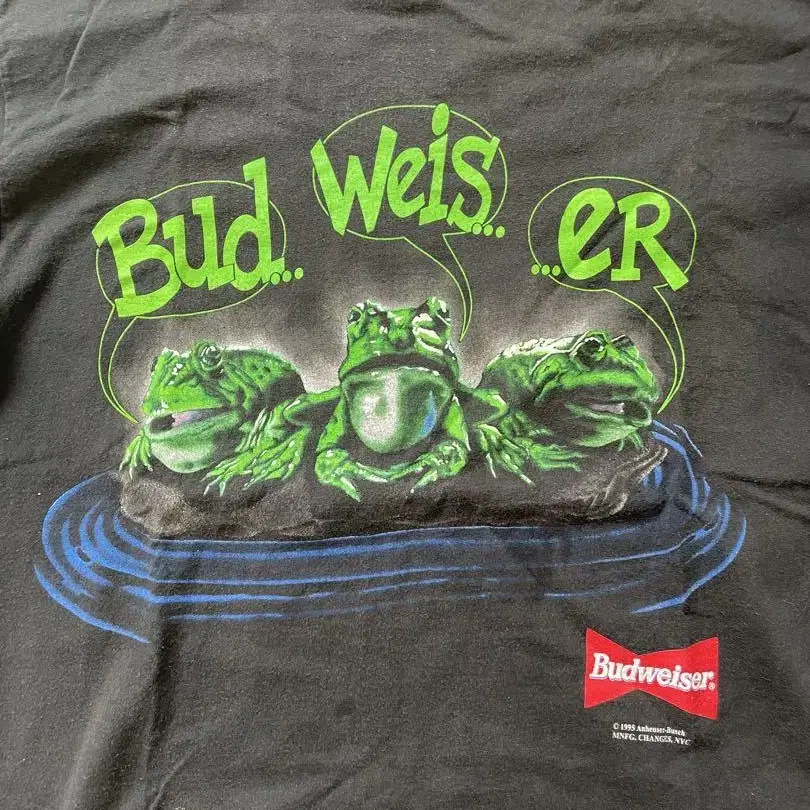 Bud...
Weis...
...eR
Budweiser®
© 1995 Anheuser-Busch
MNFG. CHANGES, NYC